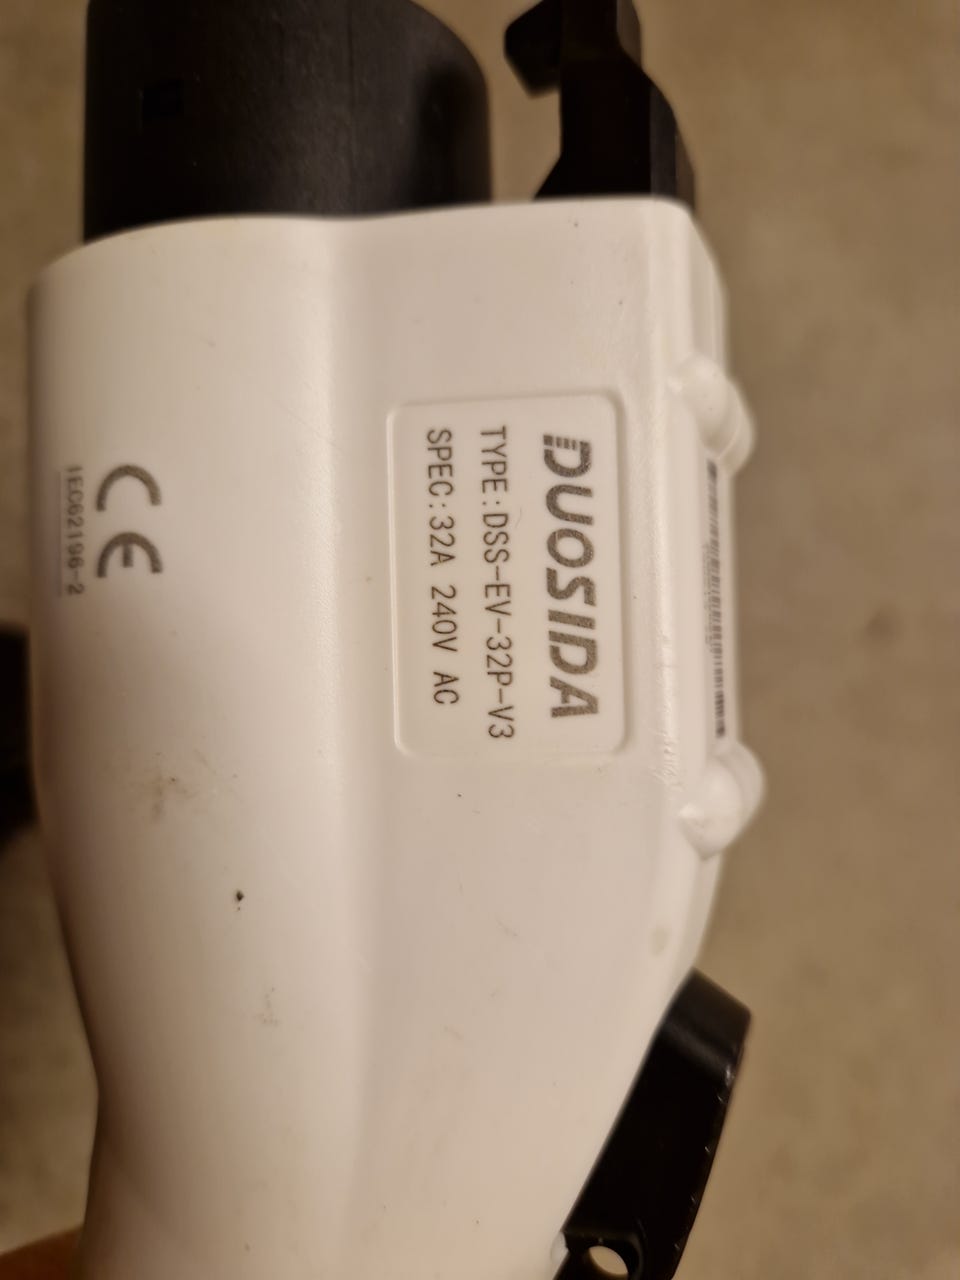 DUOSIDA
TYPE:DSS-EV-32P-V3
SPEC:32A 240V AC
CE
IEC62196-2